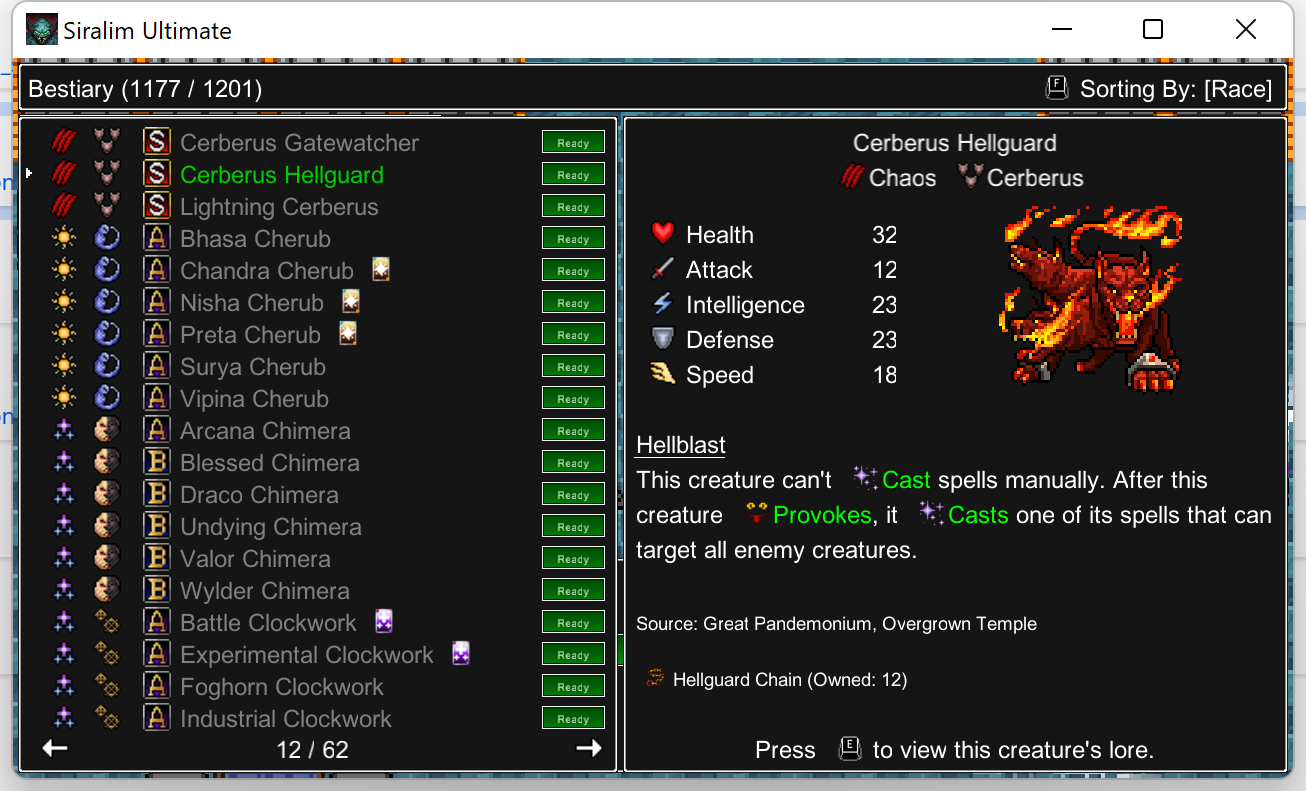 Siralim Ultimate
Bestiary (1177 / 1201)
F Sorting By: [Race]
S Cerberus Gatewatcher Ready
S Cerberus Hellguard Ready
S Lightning Cerberus Ready
A Bhasa Cherub Ready
A Chandra Cherub Ready
A Nisha Cherub Ready
A Preta Cherub Ready
A Surya Cherub Ready
A Vipina Cherub Ready
A Arcana Chimera Ready
B Blessed Chimera Ready
B Draco Chimera Ready
B Undying Chimera Ready
B Valor Chimera Ready
B Wylder Chimera Ready
A Battle Clockwork Ready
A Experimental Clockwork Ready
A Foghorn Clockwork Ready
A Industrial Clockwork Ready
12 / 62
Cerberus Hellguard
Chaos Cerberus
Health 32
Attack 12
Intelligence 23
Defense 23
Speed 18
Hellblast
This creature can't Cast spells manually. After this
creature Provokes, it Casts one of its spells that can
target all enemy creatures.
Source: Great Pandemonium, Overgrown Temple
Hellguard Chain (Owned: 12)
Press E to view this creature's lore.